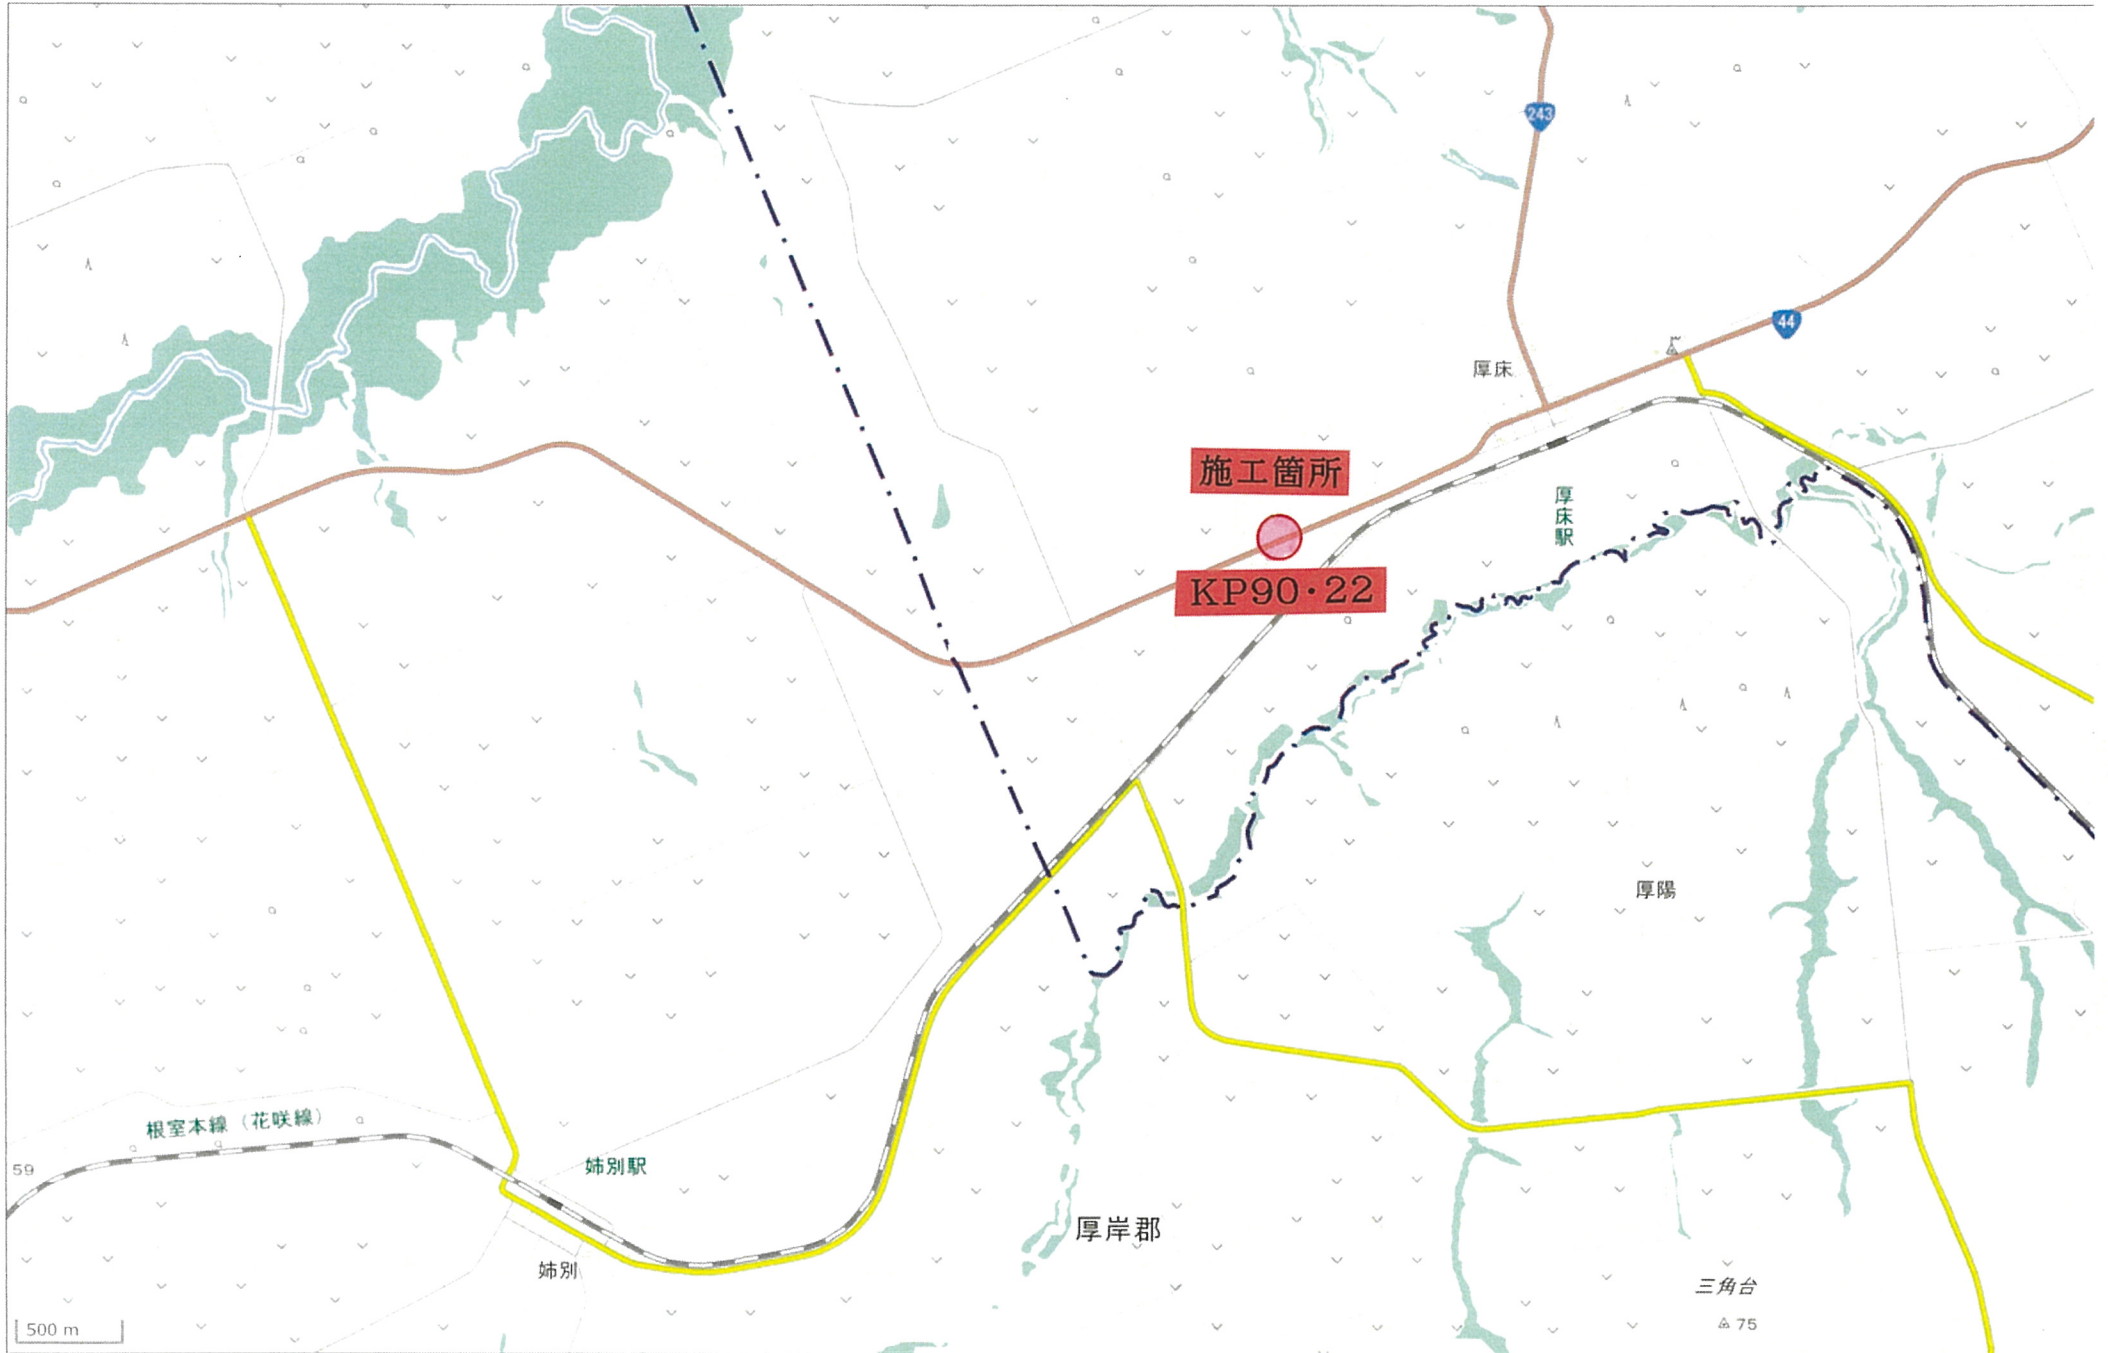 243
44
厚床
施工箇所
厚床駅
KP90・22
厚陽
根室本線（花咲線）
59
姉別駅
厚岸郡
姉別
三角台
75
500 m